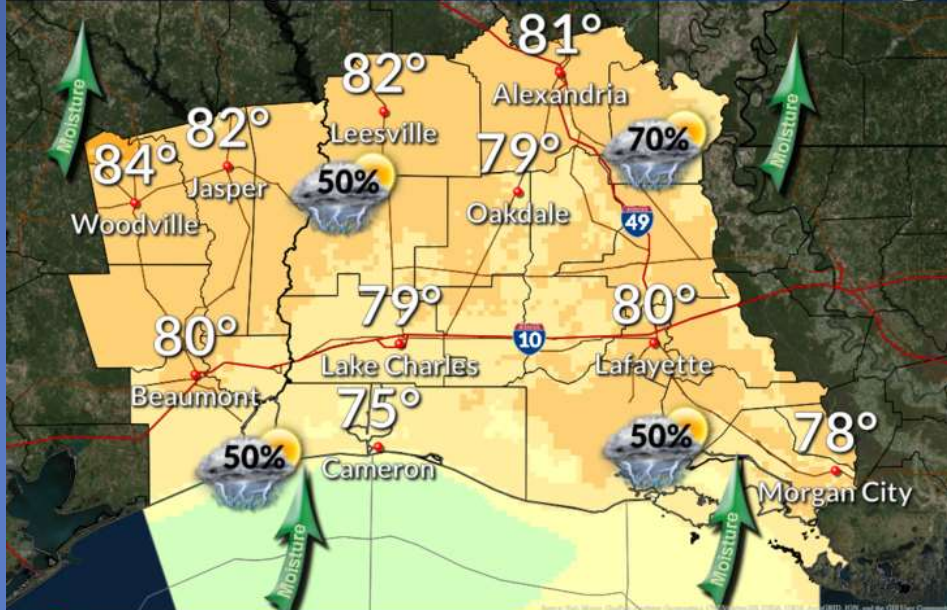 81°
Alexandria
82°
Leesville
82°
Jasper
84°
Woodville
79°
Oakdale
50%
70%
49
Moisture
Moisture
80°
Beaumont
79°
Lake Charles
10
80°
Lafayette
75°
Cameron
50%
50%
78°
Morgan City
Moisture
Moisture